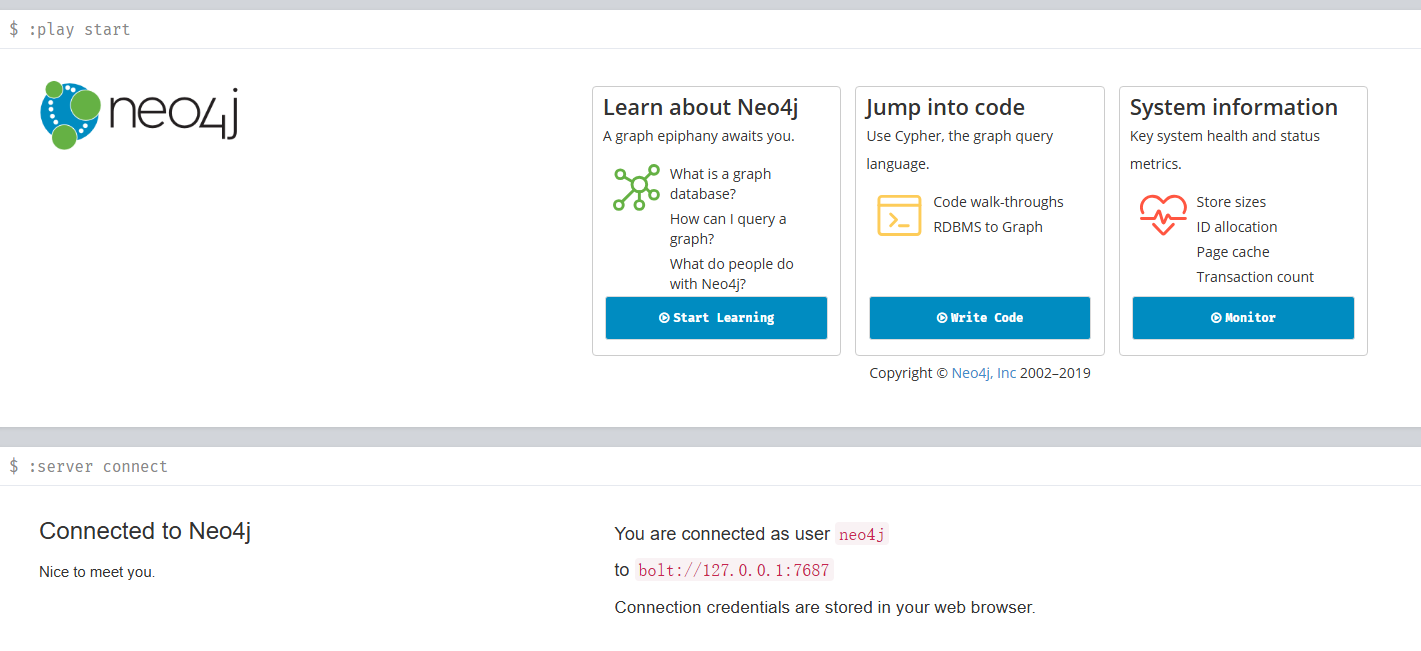 $ :play start
neo4j
Learn about Neo4j
A graph epiphany awaits you.
What is a graph
database?
How can I query a
graph?
What do people do
with Neo4j?
Start Learning
Jump into code
Use Cypher, the graph query
language.
Code walk-throughs
RDBMS to Graph
Write Code
System information
Key system health and status
metrics.
Store sizes
ID allocation
Page cache
Transaction count
Monitor
Copyright © Neo4j, Inc 2002–2019
$ :server connect
Connected to Neo4j
Nice to meet you.
You are connected as user neo4j
to bolt://127.0.0.1:7687
Connection credentials are stored in your web browser.